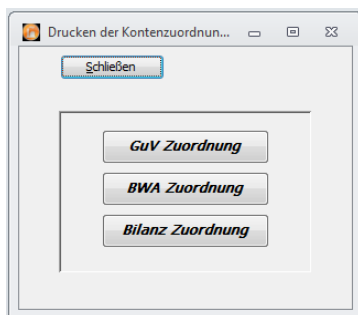 Drucken der Kontenzuordnun...
Schließen
GuV Zuordnung
BWA Zuordnung
Bilanz Zuordnung